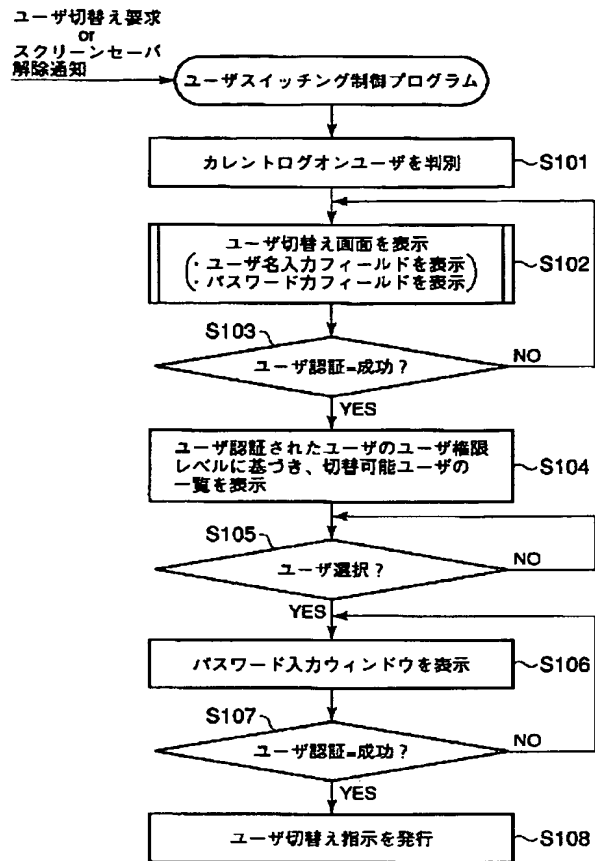 ユーザ切替え要求
or
スクリーンセーバ
解除通知
ユーザスイッチング制御プログラム
カレントログオンユーザを判別
~S101
ユーザ切替え画面を表示
・ユーザ名入力フィールドを表示
・パスワード力フィールドを表示
~S102
S103
ユーザ認証=成功？
NO
YES
ユーザ認証されたユーザのユーザ権限
レベルに基づき、切替可能ユーザの
一覧を表示
~S104
S105
ユーザ選択？
NO
YES
パスワード入力ウィンドウを表示
~S106
S107
ユーザ認証=成功？
NO
YES
ユーザ切替え指示を発行
~S108